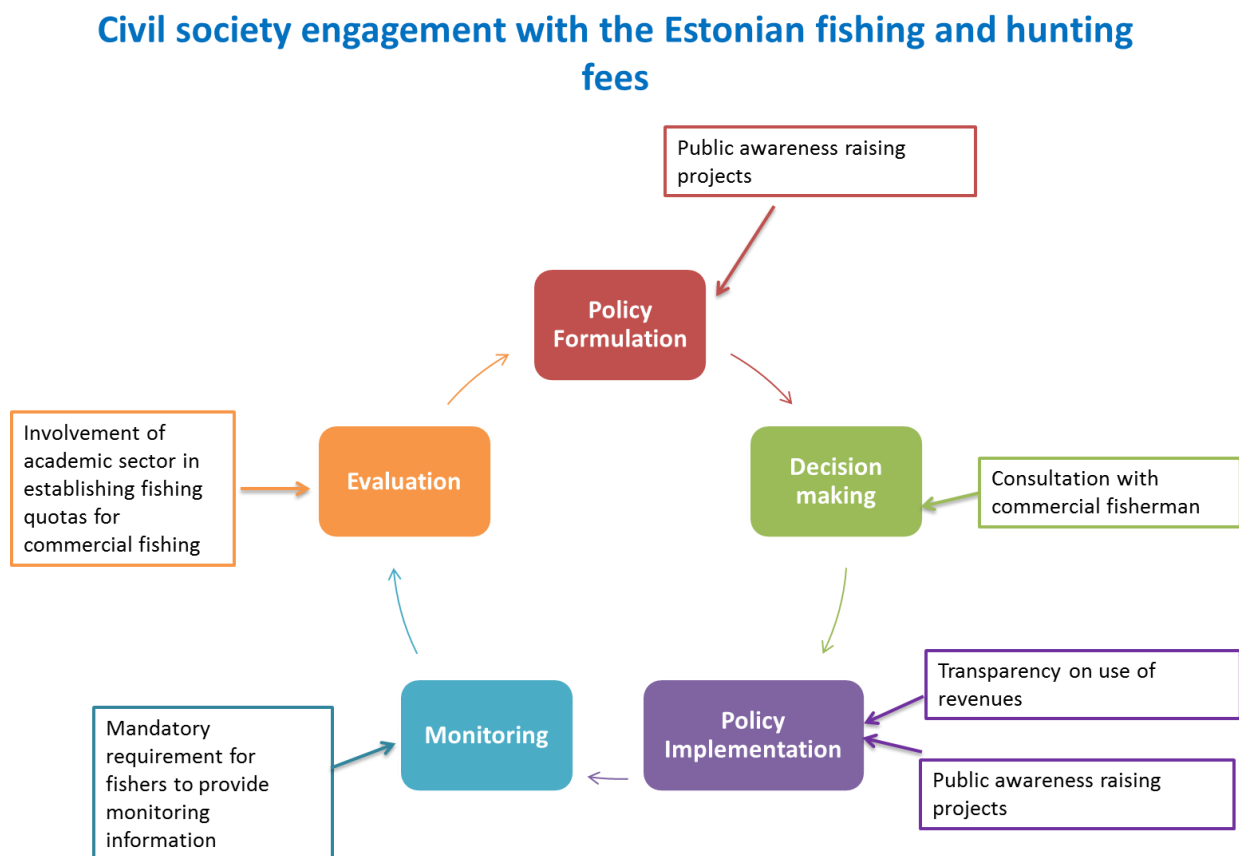 Civil society engagement with the Estonian fishing and hunting
fees
Public awareness raising
projects
Policy
Formulation
Decision
making
Consultation with
commercial fisherman
Transparency on use of
revenues
Policy
Implementation
Public awareness raising
projects
Monitoring
Mandatory
requirement for
fishers to provide
monitoring
information
Evaluation
Involvement of
academic sector in
establishing fishing
quotas for
commercial fishing